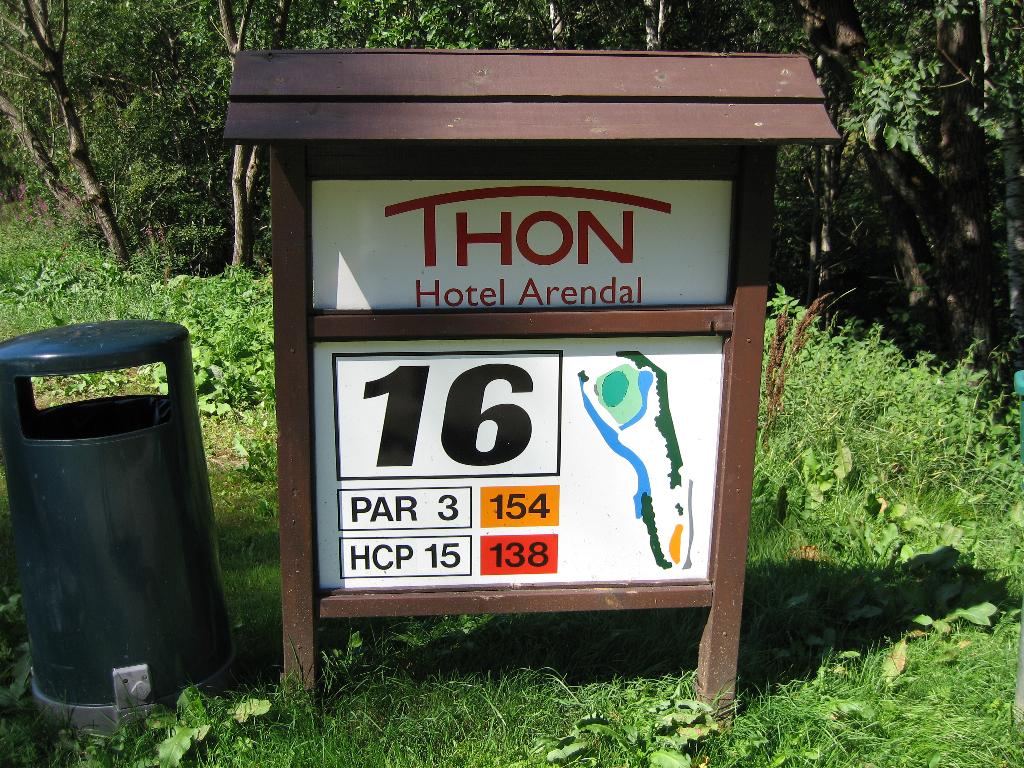 THON
Hotel Arendal
16
PAR 3 154
HCP 15 138